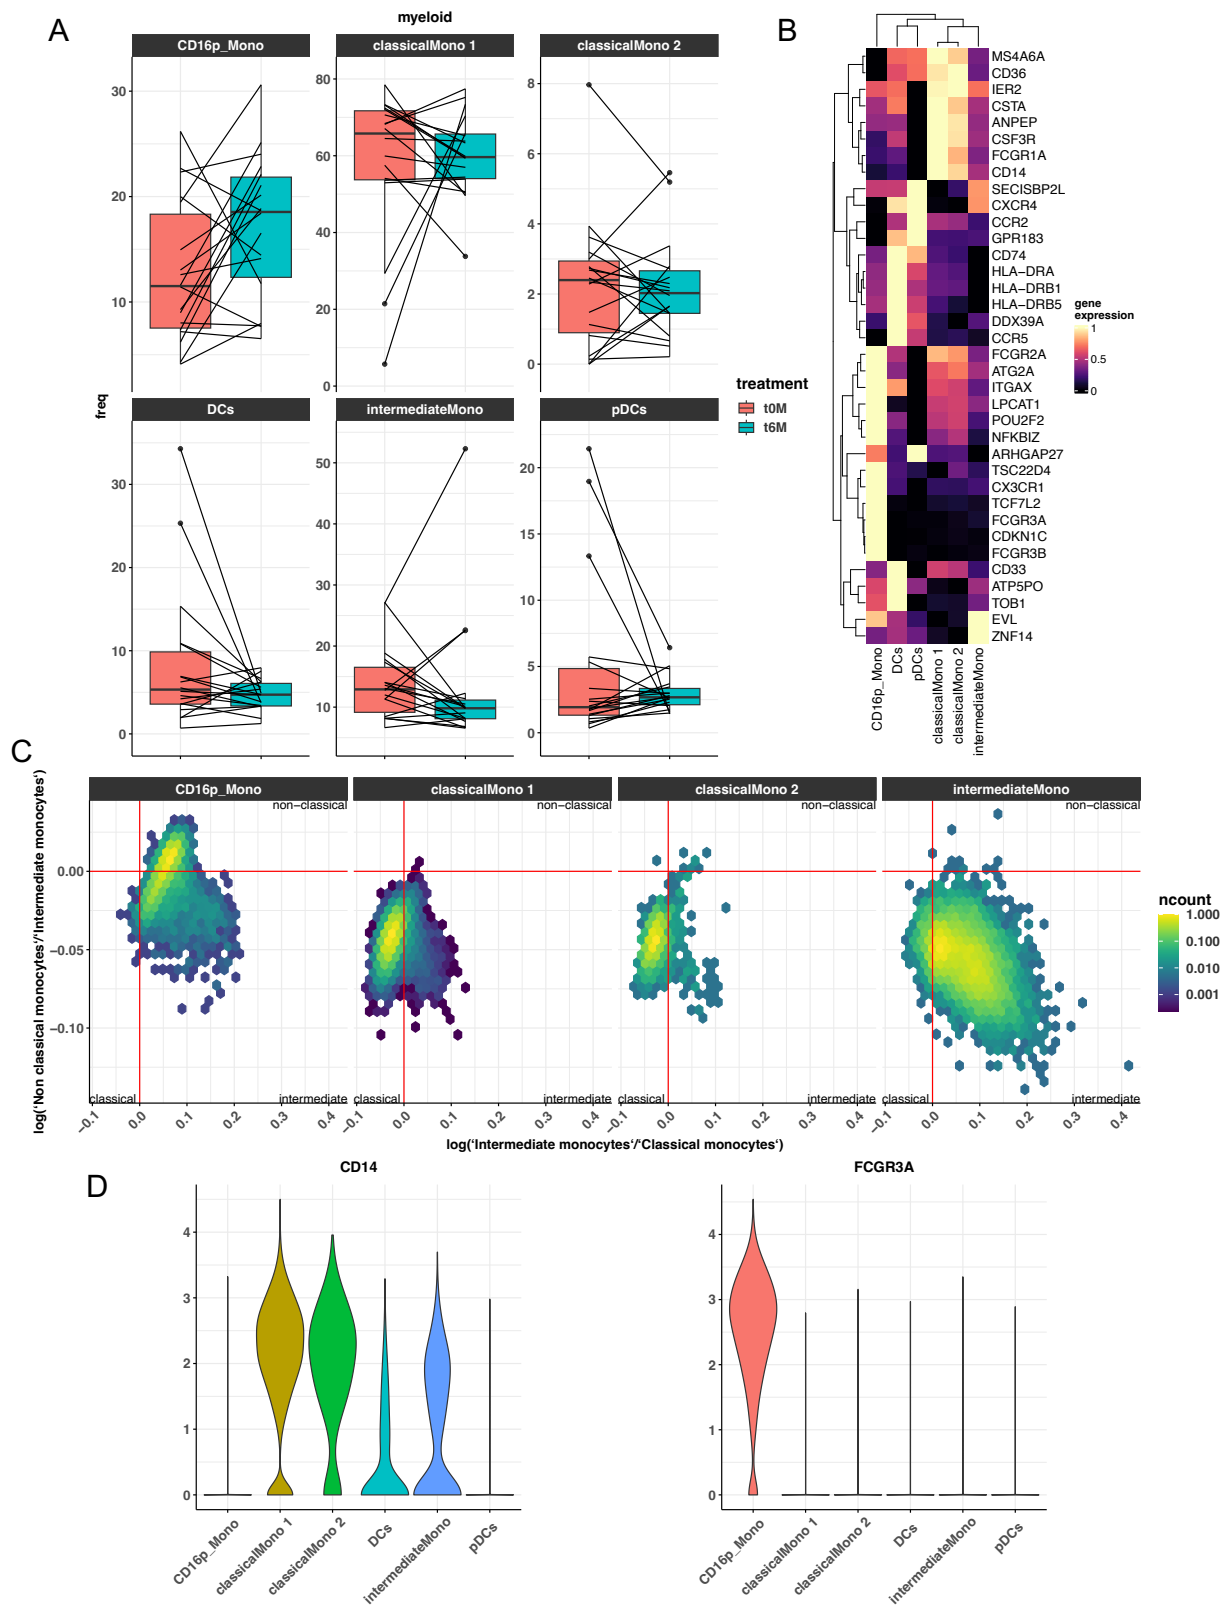 A
myeloid
CD16p_Mono
classicalMono 1
classicalMono 2
30
20
10
80
60
40
20
0
8
6
4
2
0
DCs
intermediateMono
pDCs
30
20
10
0
50
40
30
20
10
20
15
10
5
0
freq
treatment
t0M
t6M
B
MS4A6A
CD36
IER2
CSTA
ANPEP
CSF3R
FCGR1A
CD14
SECISBP2L
CXCR4
CCR2
GPR183
CD74
HLA−DRA
HLA−DRB1
HLA−DRB5
DDX39A
CCR5
FCGR2A
ATG2A
ITGAX
LPCAT1
POU2F2
NFKBIZ
ARHGAP27
TSC22D4
CX3CR1
TCF7L2
FCGR3A
CDKN1C
FCGR3B
CD33
ATP5PO
TOB1
EVL
ZNF14
CD16p_Mono
DCs
pDCs
classicalMono 1
classicalMono 2
intermediateMono
gene
expression
1
0.5
0
C
CD16p_Mono
classicalMono 1
classicalMono 2
intermediateMono
non−classical
non−classical
non−classical
non−classical
0.00
−0.05
−0.10
classical
intermediate
classical
intermediate
classical
intermediate
classical
intermediate
−0.1
0.0
0.1
0.2
0.3
0.4
−0.1
0.0
0.1
0.2
0.3
0.4
−0.1
0.0
0.1
0.2
0.3
0.4
−0.1
0.0
0.1
0.2
0.3
0.4
log(‘Non classical monocytes‘/‘Intermediate monocytes‘)
log(‘Intermediate monocytes‘/‘Classical monocytes‘)
ncount
1.000
0.100
0.010
0.001
D
CD14
4
3
2
1
0
CD16p_Mono
classicalMono 1
classicalMono 2
DCs
intermediateMono
pDCs
FCGR3A
4
3
2
1
0
CD16p_Mono
classicalMono 1
classicalMono 2
DCs
intermediateMono
pDCs